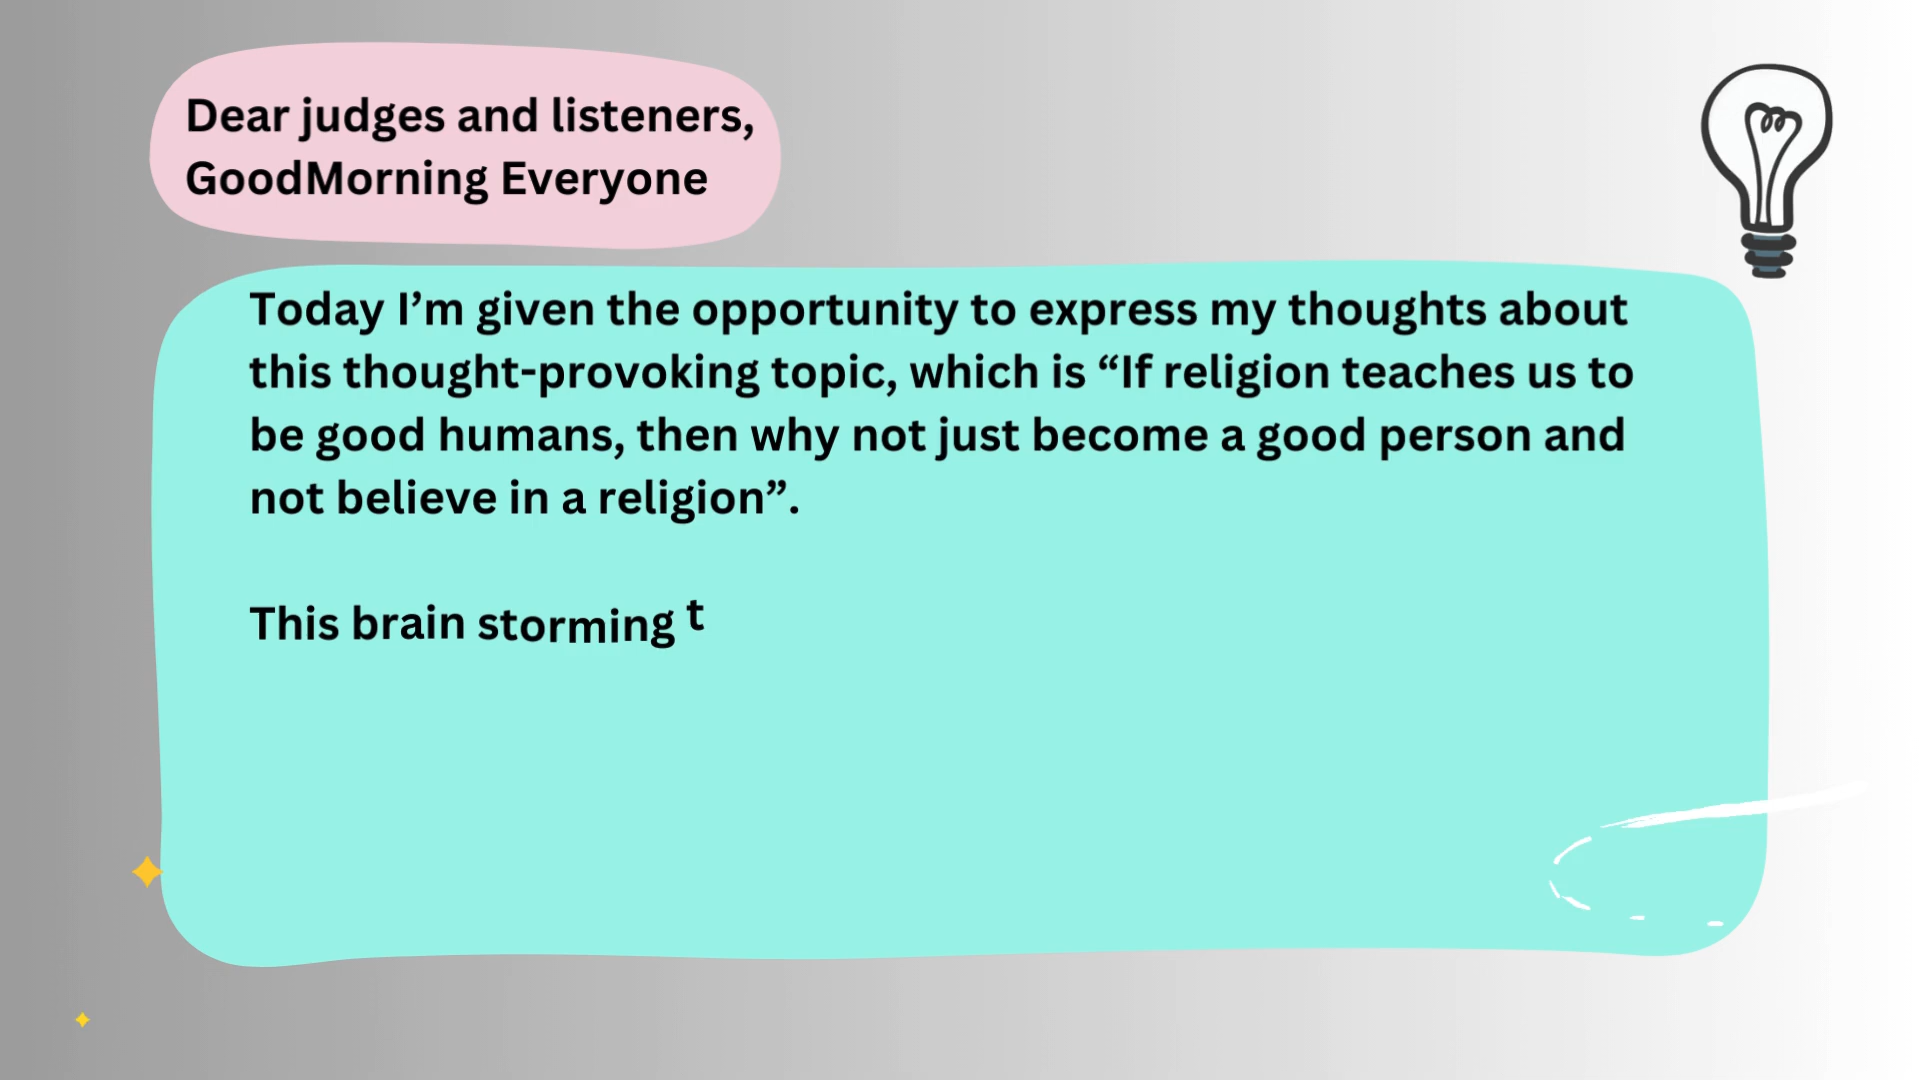 Dear judges and listeners,
GoodMorning Everyone
Today I’m given the opportunity to express my thoughts about
this thought-provoking topic, which is “If religion teaches us to
be good humans, then why not just become a good person and
not believe in a religion”.
This brain storming t